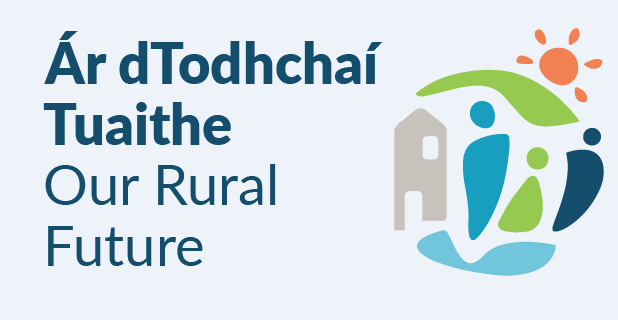 Ár dTodhchaí
Tuaithe
Our Rural
Future